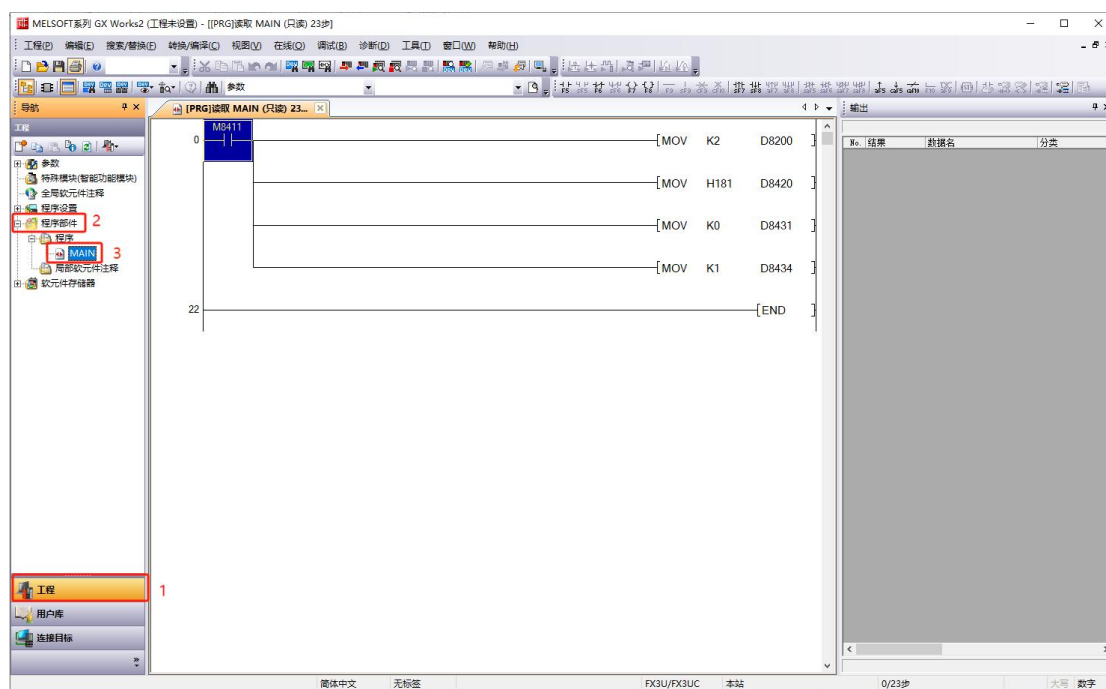 MELSOFT系列 GX Works2 (工程未设置) - [[PRG]读取 MAIN (只读) 23步]
工程(P) 编辑(E) 搜索/替换(F) 转换/编译(C) 视图(V) 在线(O) 调试(B) 诊断(D) 工具(T) 窗口(W) 帮助(H)
参数
导航
[PRG]读取 MAIN (只读) 23...
输出
工程
No. 结果 数据名 分类
参数
特殊模块(智能功能模块)
全局软元件注释
程序设置
程序部件 2
程序
MAIN 3
局部软元件注释
软元件存储器
M8411
0 MOV K2 D8200
MOV H181 D8420
MOV K0 D8431
MOV K1 D8434
22 END
工程 1
用户库
连接目标
简体中文 无标签 FX3U/FX3UC 本站 0/23步 大写 数字